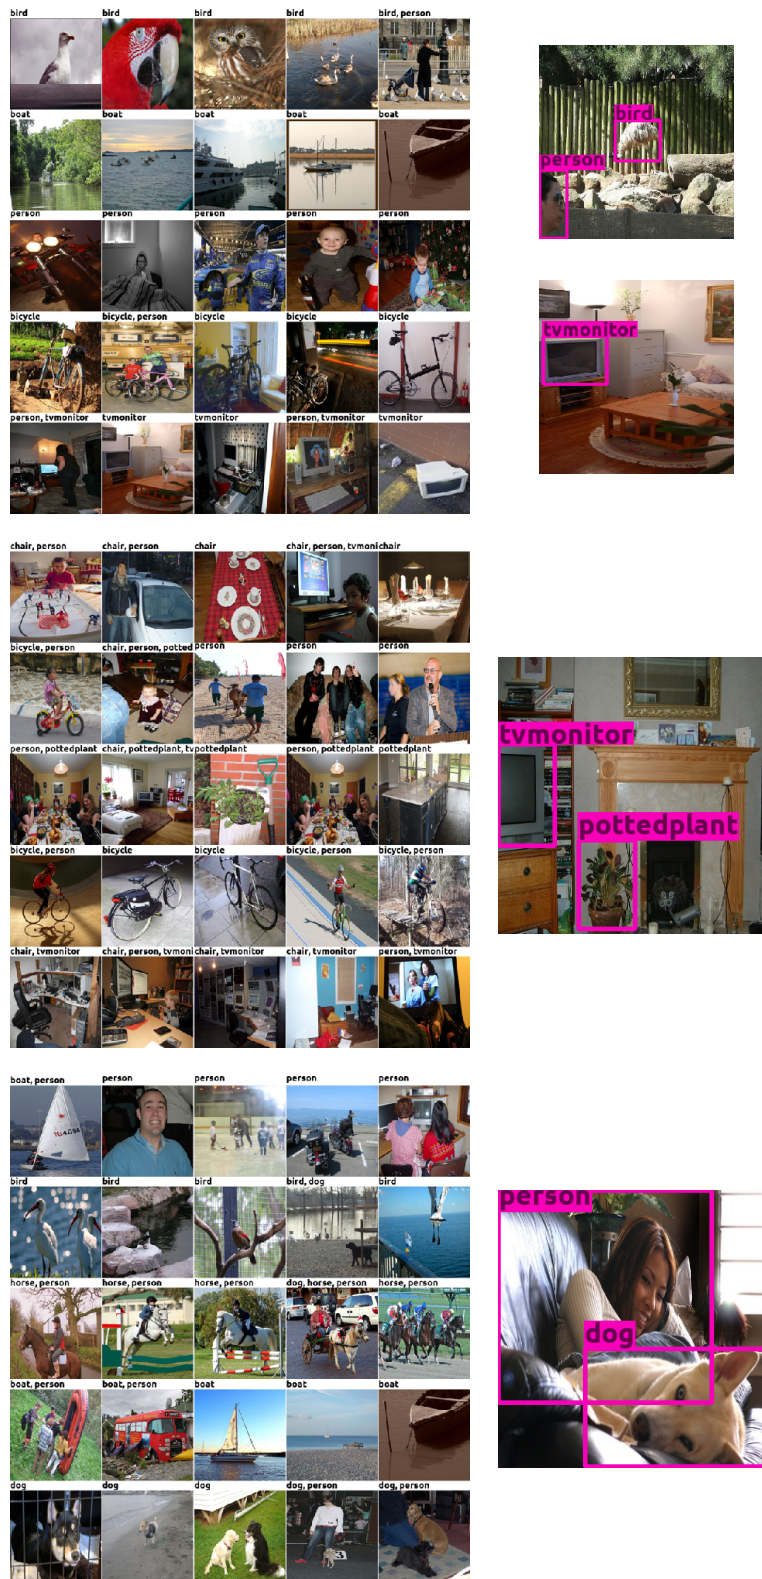 bird bird bird bird bird, person
boat boat boat boat boat
person person person person person
bicycle bicycle, person bicycle bicycle bicycle
person, tvmonitor tvmonitor tvmonitor person, tvmonitor tvmonitor
bird
person
tvmonitor
chair, person chair, person chair chair, person, tvmoni chair
bicycle, person chair, person, potted person person person
person, pottedplant chair, pottedplant, tv pottedplant person, pottedplant pottedplant
bicycle, person bicycle bicycle bicycle, person bicycle, person
chair, tvmonitor chair, person, tvmoni chair, tvmonitor chair, tvmonitor person, tvmonitor
tvmonitor
pottedplant
boat, person person person person person
bird bird bird bird, dog bird
horse, person horse, person horse, person dog, horse, person horse, person
boat, person boat, person boat boat boat
dog dog dog dog, person dog, person
person
dog